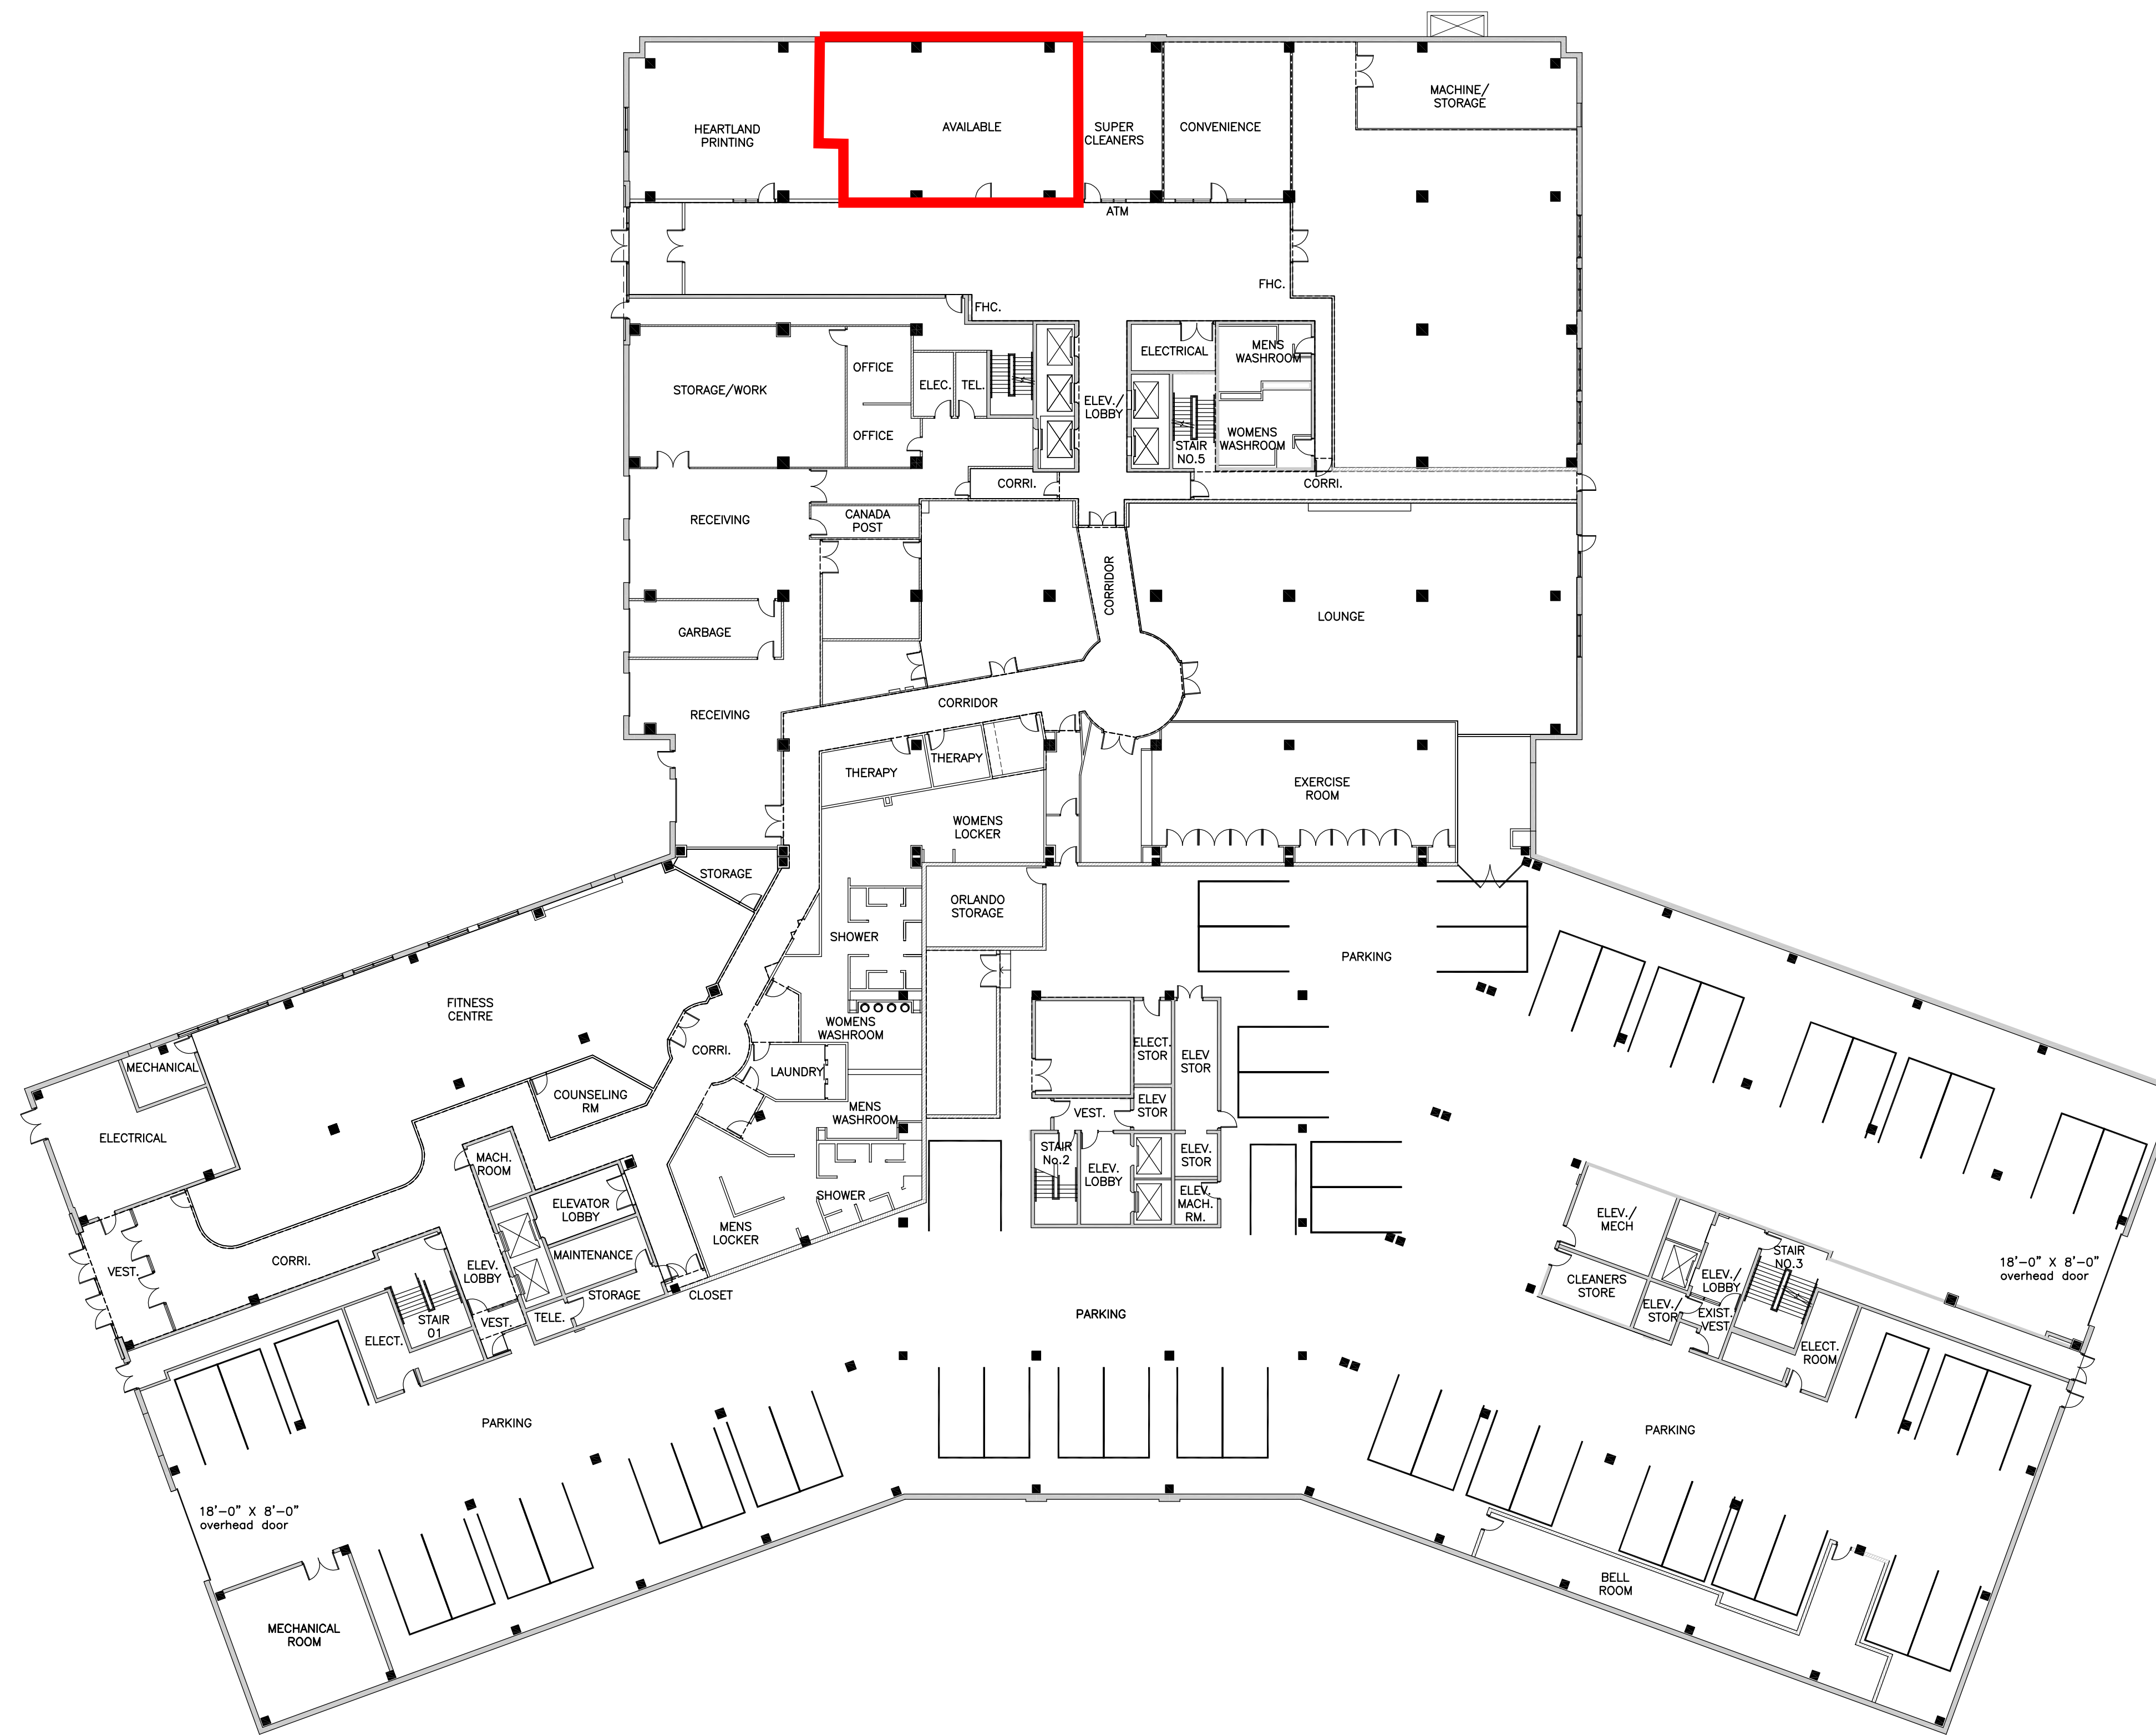 MACHINE/
STORAGE
HEARTLAND
PRINTING
AVAILABLE
SUPER
CLEANERS
CONVENIENCE
ATM
FHC.
FHC.
STORAGE/WORK
OFFICE
OFFICE
ELEC.
TEL.
ELEV./
LOBBY
ELECTRICAL
MENS
WASHROOM
STAIR
NO.5
WOMENS
WASHROOM
CORRI.
CORRI.
RECEIVING
CANADA
POST
CORRIDOR
LOUNGE
GARBAGE
RECEIVING
CORRIDOR
THERAPY
THERAPY
EXERCISE
ROOM
WOMENS
LOCKER
STORAGE
ORLANDO
STORAGE
SHOWER
PARKING
FITNESS
CENTRE
WOMENS
WASHROOM
CORRI.
ELECT.
STOR
ELEV
STOR
MECHANICAL
LAUNDRY
COUNSELING
RM
MENS
WASHROOM
VEST.
ELEV
STOR
ELECTRICAL
MACH.
ROOM
STAIR
No.2
ELEV.
LOBBY
ELEV.
STOR
ELEV.
MACH.
RM.
SHOWER
ELEVATOR
LOBBY
MENS
LOCKER
ELEV./
MECH
MAINTENANCE
CORRI.
VEST.
ELEV.
LOBBY
STAIR
NO.3
18'-0" X 8'-0"
overhead door
CLEANERS
STORE
ELEV./
LOBBY
ELEV./
STOR
EXIST.
VEST
STORAGE
CLOSET
TELE.
VEST.
STAIR
01
ELECT.
PARKING
ELECT.
ROOM
PARKING
PARKING
18'-0" X 8'-0"
overhead door
BELL
ROOM
MECHANICAL
ROOM